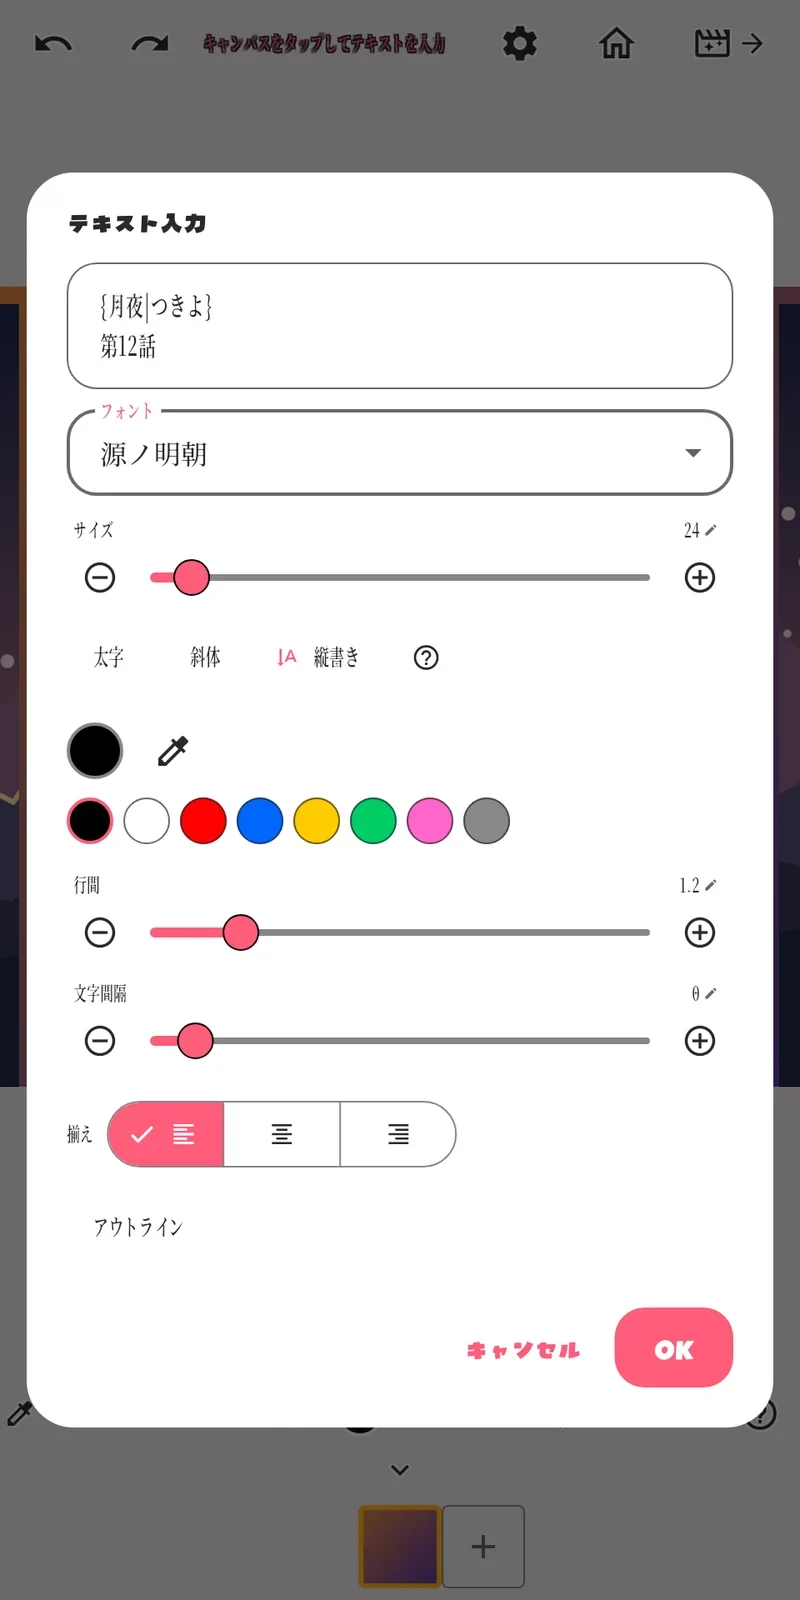 キャンバスをタップしてテキストを入力
テキスト入力
{月夜|つきよ}
第12話
フォント
源ノ明朝
サイズ
24
太字
斜体
A 縦書き
行間
1.2
文字間隔
0
揃え
アウトライン
キャンセル
OK